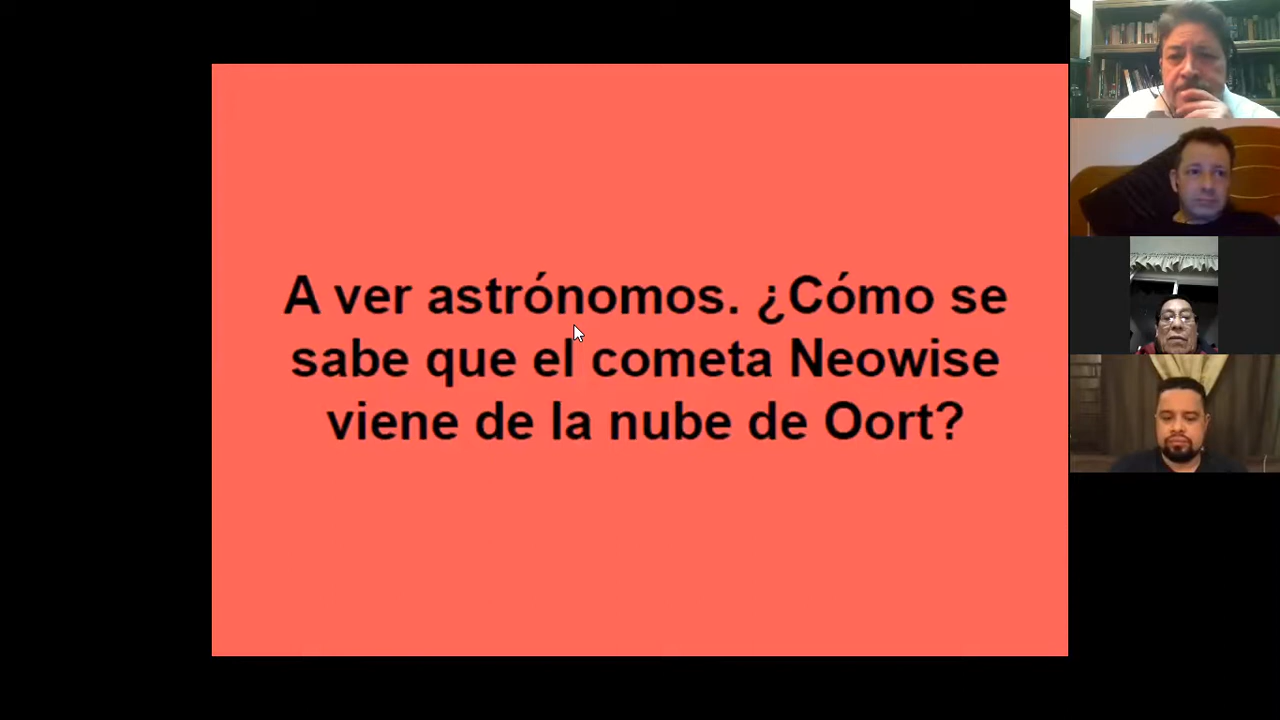 A ver astrónomos. ¿Cómo se
sabe que el cometa Neowise
viene de la nube de Oort?